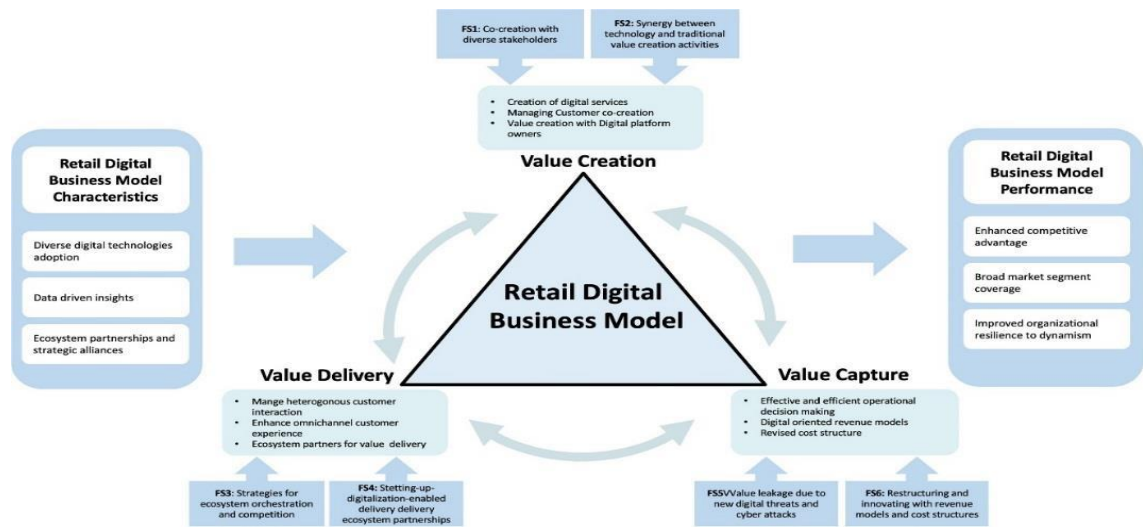 FS1: Co-creation with
diverse stakeholders
FS2: Synergy between
technology and traditional
value creation activities
• Creation of digital services
• Managing Customer co-creation
• Value creation with Digital platform
owners
Value Creation
Retail Digital
Business Model
Characteristics
Diverse digital technologies
adoption
Data driven insights
Ecosystem partnerships and
strategic alliances
Retail Digital
Business Model
Retail Digital
Business Model
Performance
Enhanced competitive
advantage
Broad market segment
coverage
Improved organizational
resilience to dynamism
Value Delivery
• Mange heterogonous customer
interaction
• Enhance omnichannel customer
experience
• Ecosystem partners for value delivery
FS3: Strategies for
ecosystem orchestration
and competition
FS4: Stetting-up-
digitalization-enabled
delivery delivery
ecosystem partnerships
Value Capture
• Effective and efficient operational
decision making
• Digital oriented revenue models
• Revised cost structure
FS5VValue leakage due to
new digital threats and
cyber attacks
FS6: Restructuring and
innovating with revenue
models and cost structures